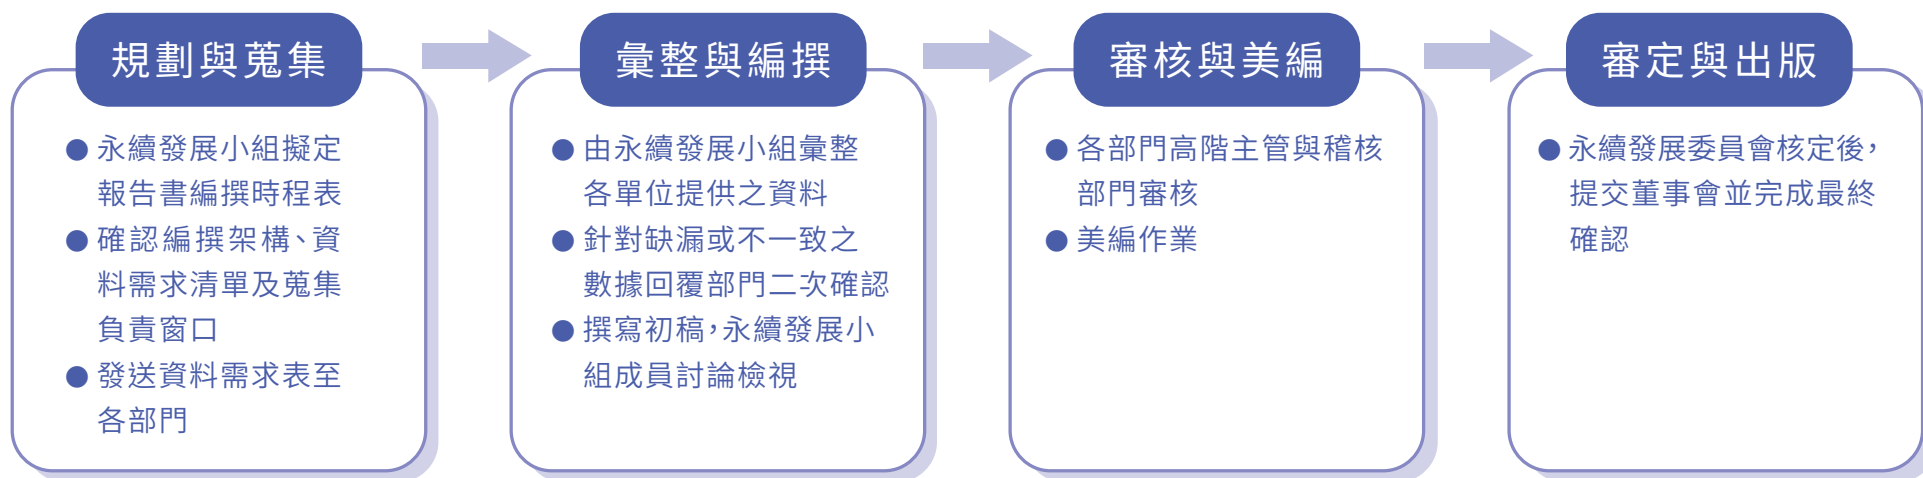 規劃與蒐集
● 永續發展小組擬定
報告書編撰時程表
● 確認編撰架構、資
料需求清單及蒐集
負責窗口
● 發送資料需求表至
各部門
彙整與編撰
● 由永續發展小組彙整
各單位提供之資料
● 針對缺漏或不一致之
數據回覆部門二次確認
● 撰寫初稿，永續發展小
組成員討論檢視
審核與美編
● 各部門高階主管與稽核
部門審核
● 美編作業
審定與出版
● 永續發展委員會核定後，
提交董事會並完成最終
確認